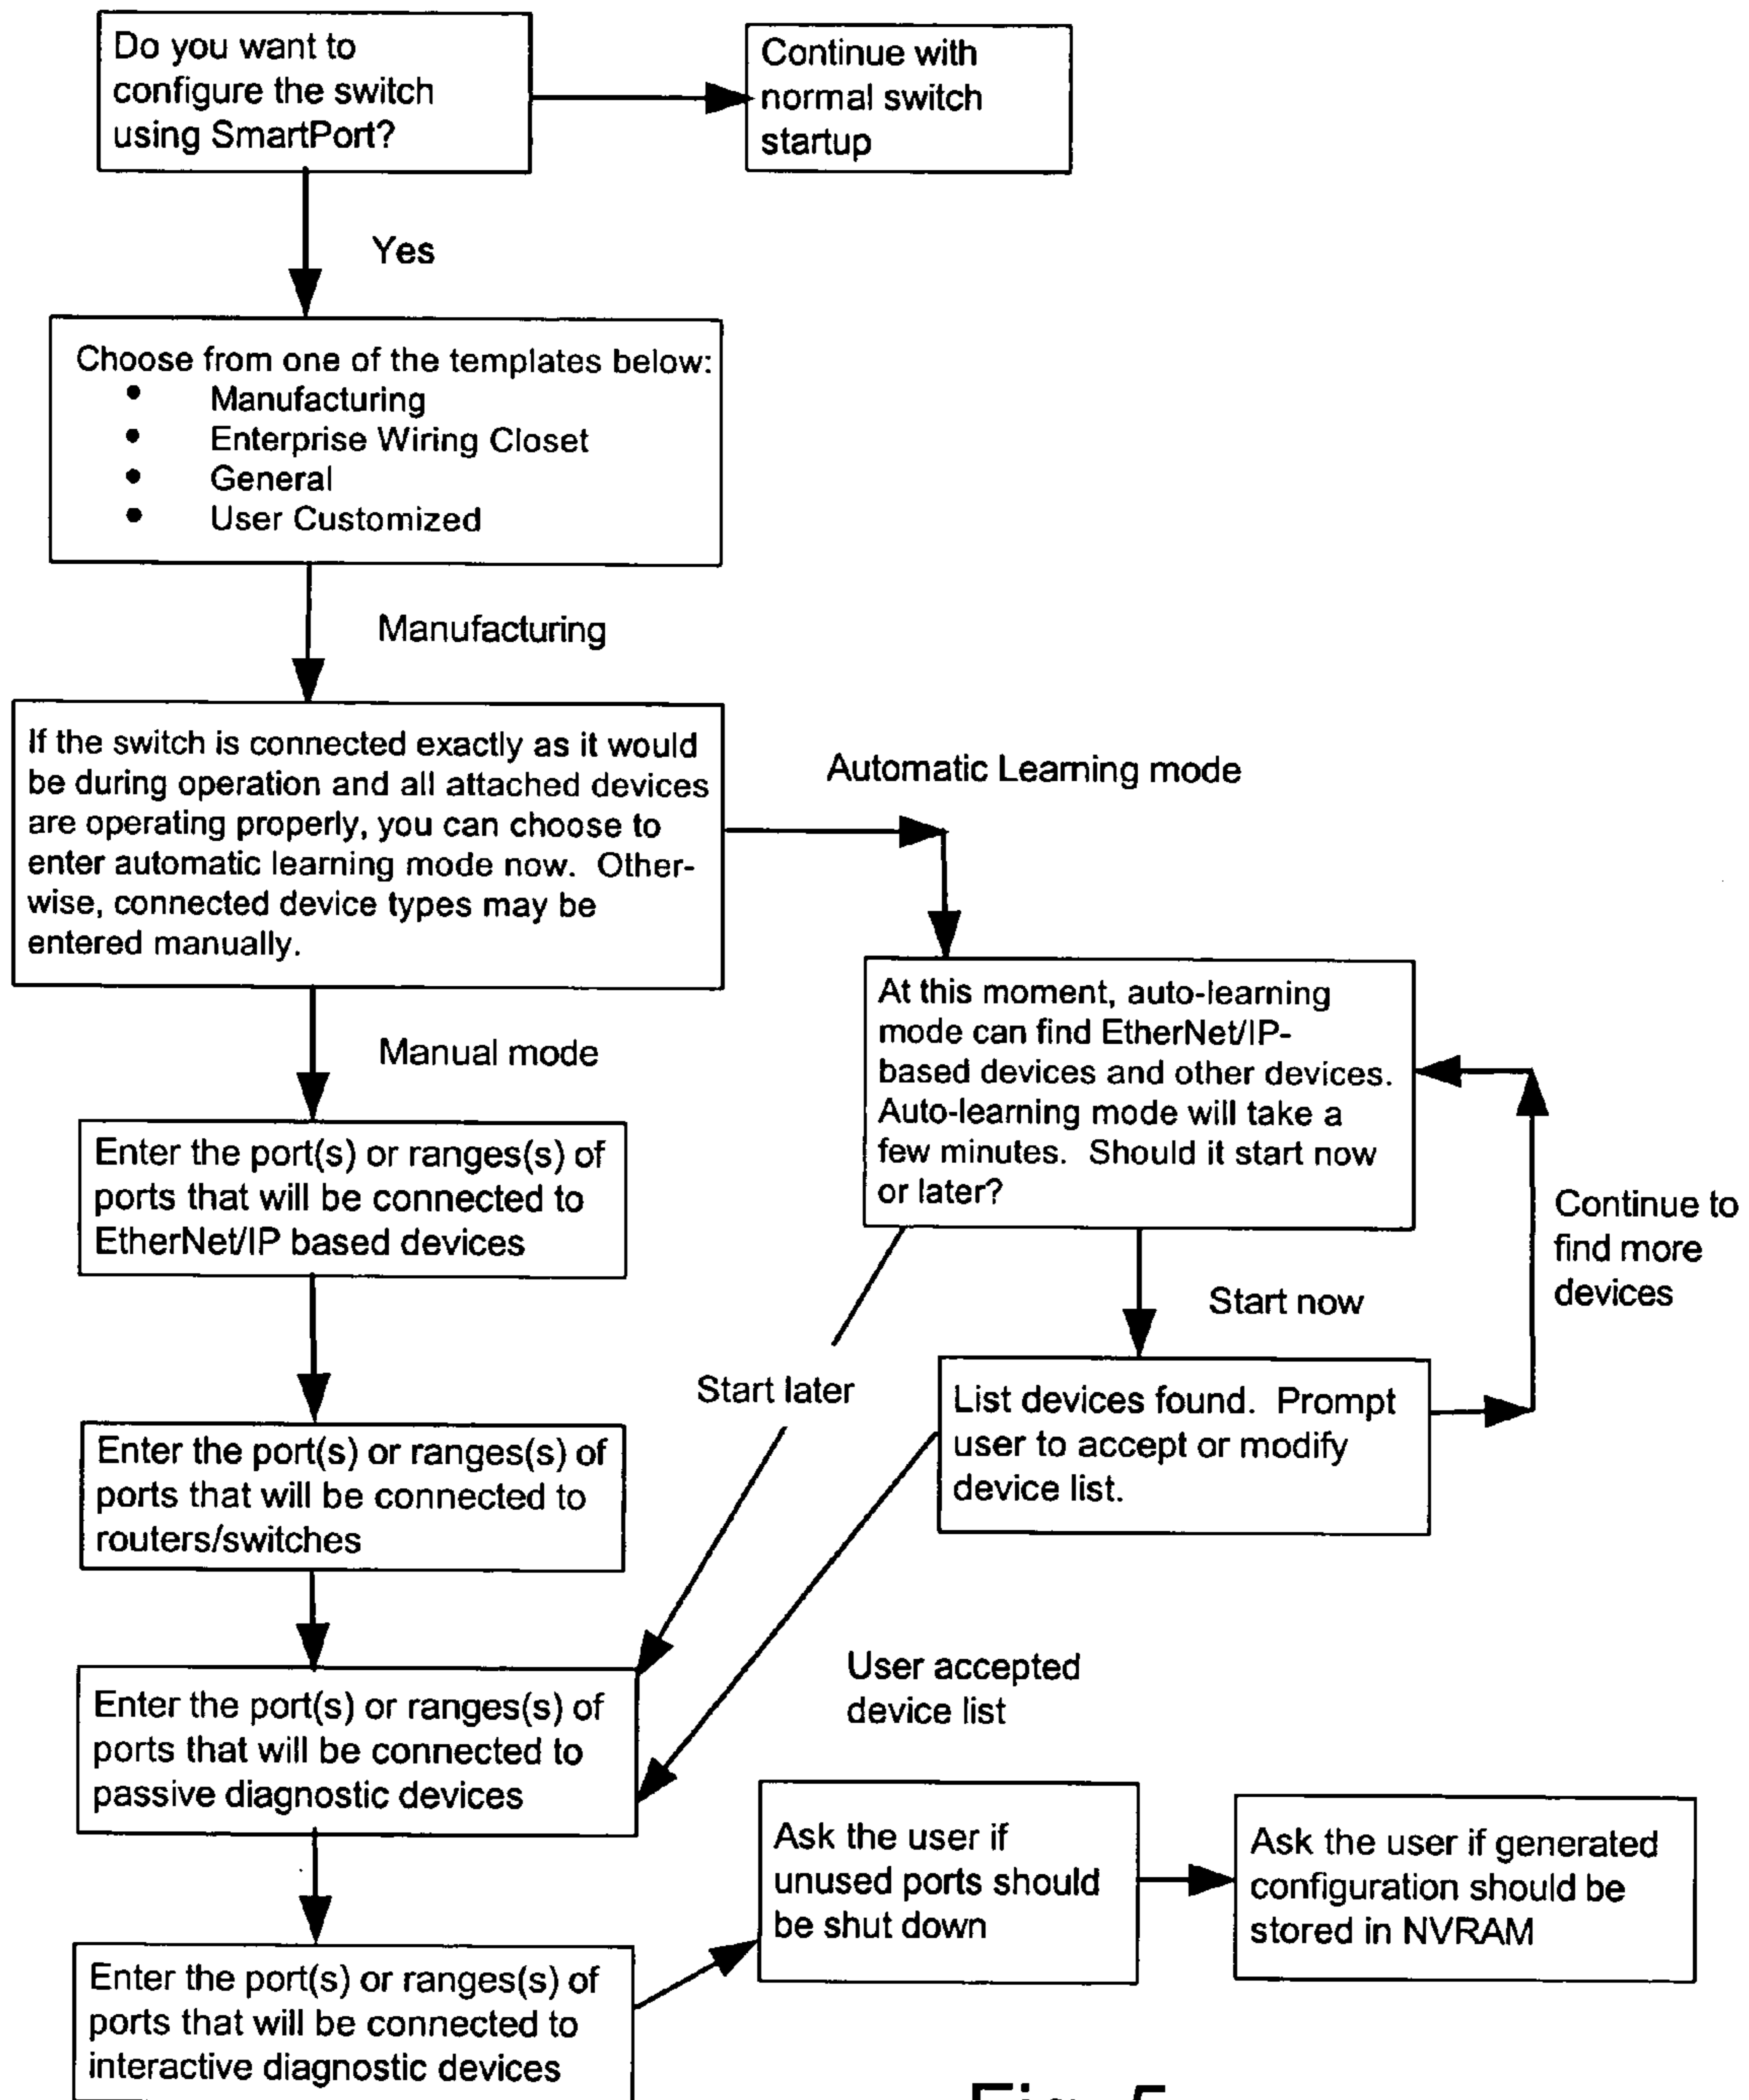 Do you want to
configure the switch
using SmartPort?
Continue with
normal switch
startup
Yes
Choose from one of the templates below:
• Manufacturing
• Enterprise Wiring Closet
• General
• User Customized
Manufacturing
If the switch is connected exactly as it would
be during operation and all attached devices
are operating properly, you can choose to
enter automatic learning mode now. Other-
wise, connected device types may be
entered manually.
Automatic Learning mode
At this moment, auto-learning
mode can find EtherNet/IP-
based devices and other devices.
Auto-learning mode will take a
few minutes. Should it start now
or later?
Manual mode
Enter the port(s) or ranges(s) of
ports that will be connected to
EtherNet/IP based devices
Continue to
find more
devices
Start now
Start later
List devices found. Prompt
user to accept or modify
device list.
Enter the port(s) or ranges(s) of
ports that will be connected to
routers/switches
User accepted
device list
Enter the port(s) or ranges(s) of
ports that will be connected to
passive diagnostic devices
Ask the user if
unused ports should
be shut down
Ask the user if generated
configuration should be
stored in NVRAM
Enter the port(s) or ranges(s) of
ports that will be connected to
interactive diagnostic devices
Fig. 5